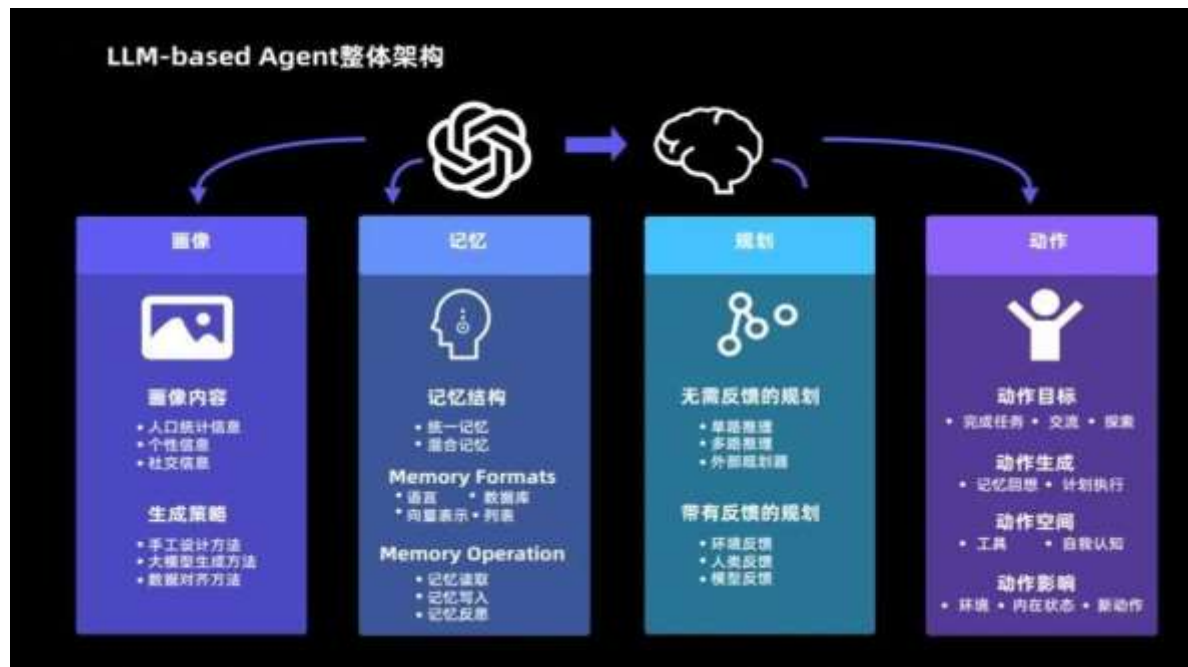 LLM-based Agent整体架构
画像
画像内容
• 人口统计信息
• 个性信息
• 社交信息
生成策略
• 手工设计方法
• 大模型生成方法
• 数据对齐方法
记忆
记忆结构
• 统一记忆
• 混合记忆
Memory Formats
• 语言 • 数据库
• 向量表示 • 列表
Memory Operation
• 记忆读取
• 记忆写入
• 记忆反思
规划
无需反馈的规划
• 单路推理
• 多路推理
• 外部规划器
带有反馈的规划
• 环境反馈
• 人类反馈
• 模型反馈
动作
动作目标
• 完成任务 • 交流 • 探索
动作生成
• 记忆回想 • 计划执行
动作空间
• 工具 • 自我认知
动作影响
• 环境 • 内在状态 • 新动作